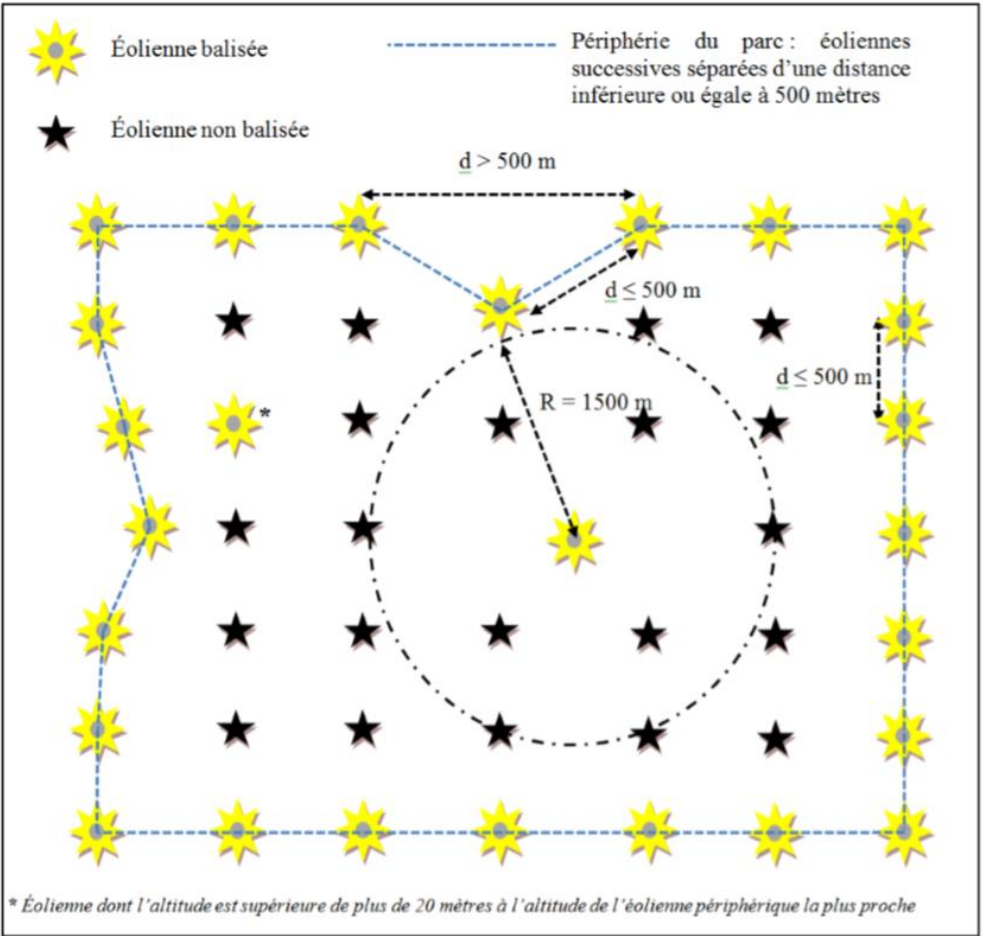 Éolienne balisée
Périphérie du parc : éoliennes
successives séparées d'une distance
inférieure ou égale à 500 mètres
Éolienne non balisée
d > 500 m
d ≤ 500 m
d ≤ 500 m
*
R = 1500 m
* Éolienne dont l'altitude est supérieure de plus de 20 mètres à l'altitude de l'éolienne périphérique la plus proche